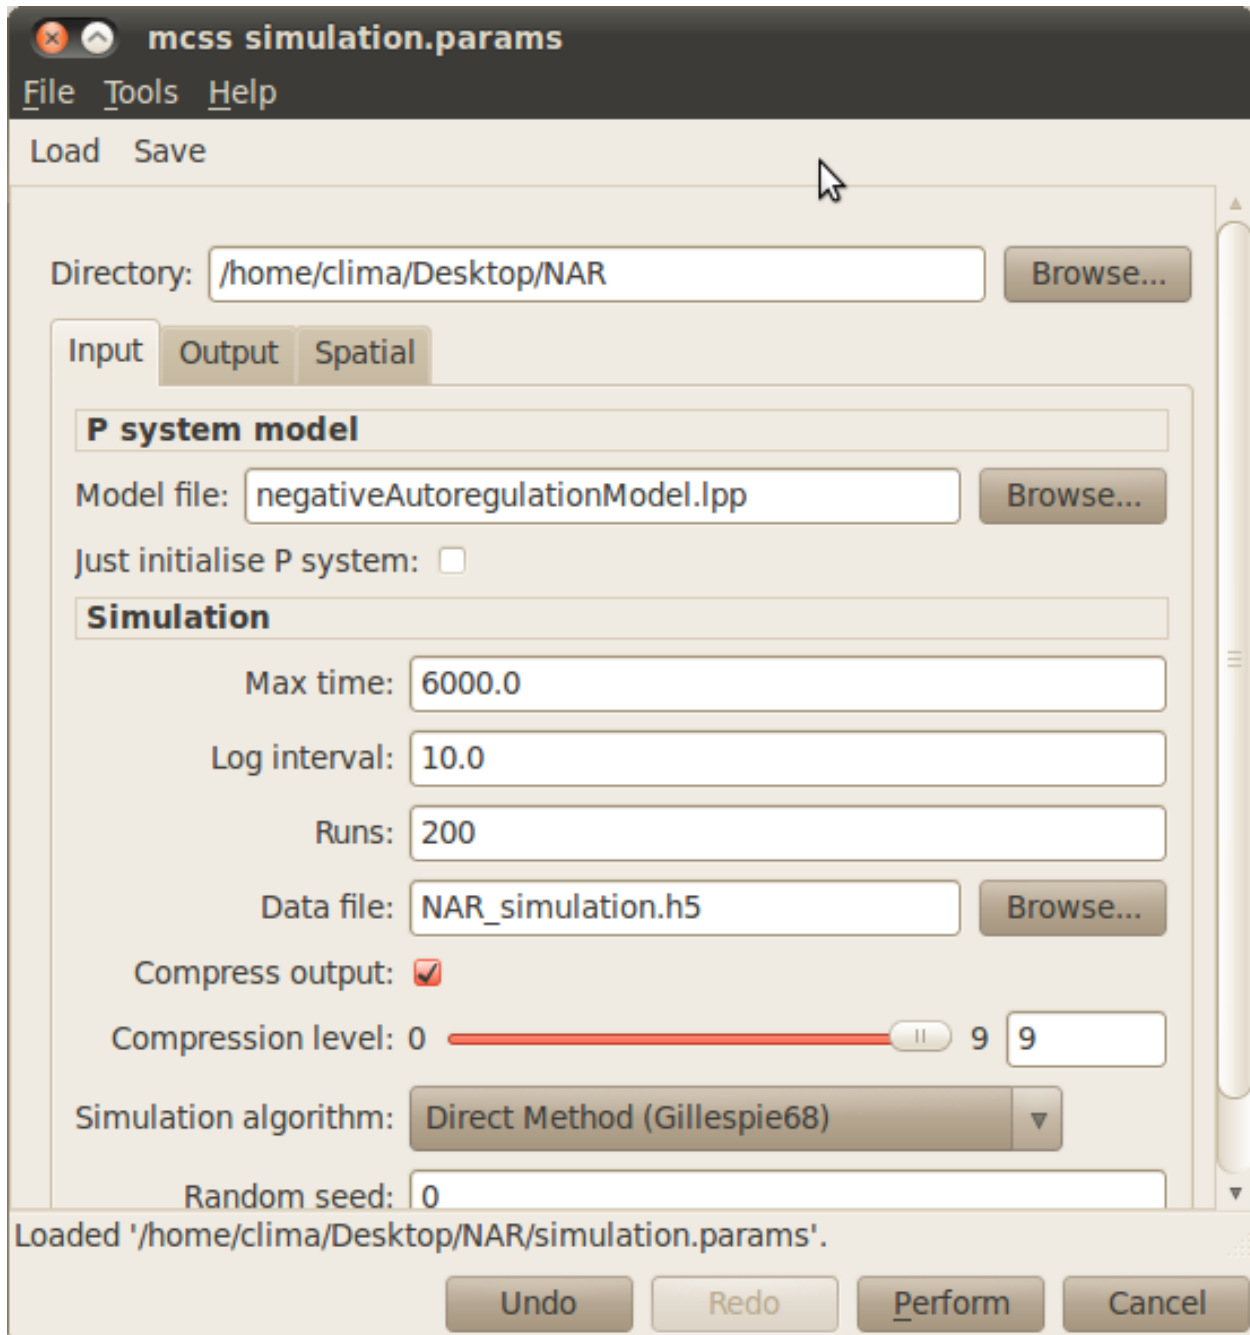 mcss simulation.params
File Tools Help
Load Save
Directory: /home/clima/Desktop/NAR Browse...
Input Output Spatial
P system model
Model file: negativeAutoregulationModel.lpp Browse...
Just initialise P system:
Simulation
Max time: 6000.0
Log interval: 10.0
Runs: 200
Data file: NAR_simulation.h5 Browse...
Compress output:
Compression level: 0 9 9
Simulation algorithm: Direct Method (Gillespie68)
Random seed: 0
Loaded '/home/clima/Desktop/NAR/simulation.params'.
Undo Redo Perform Cancel